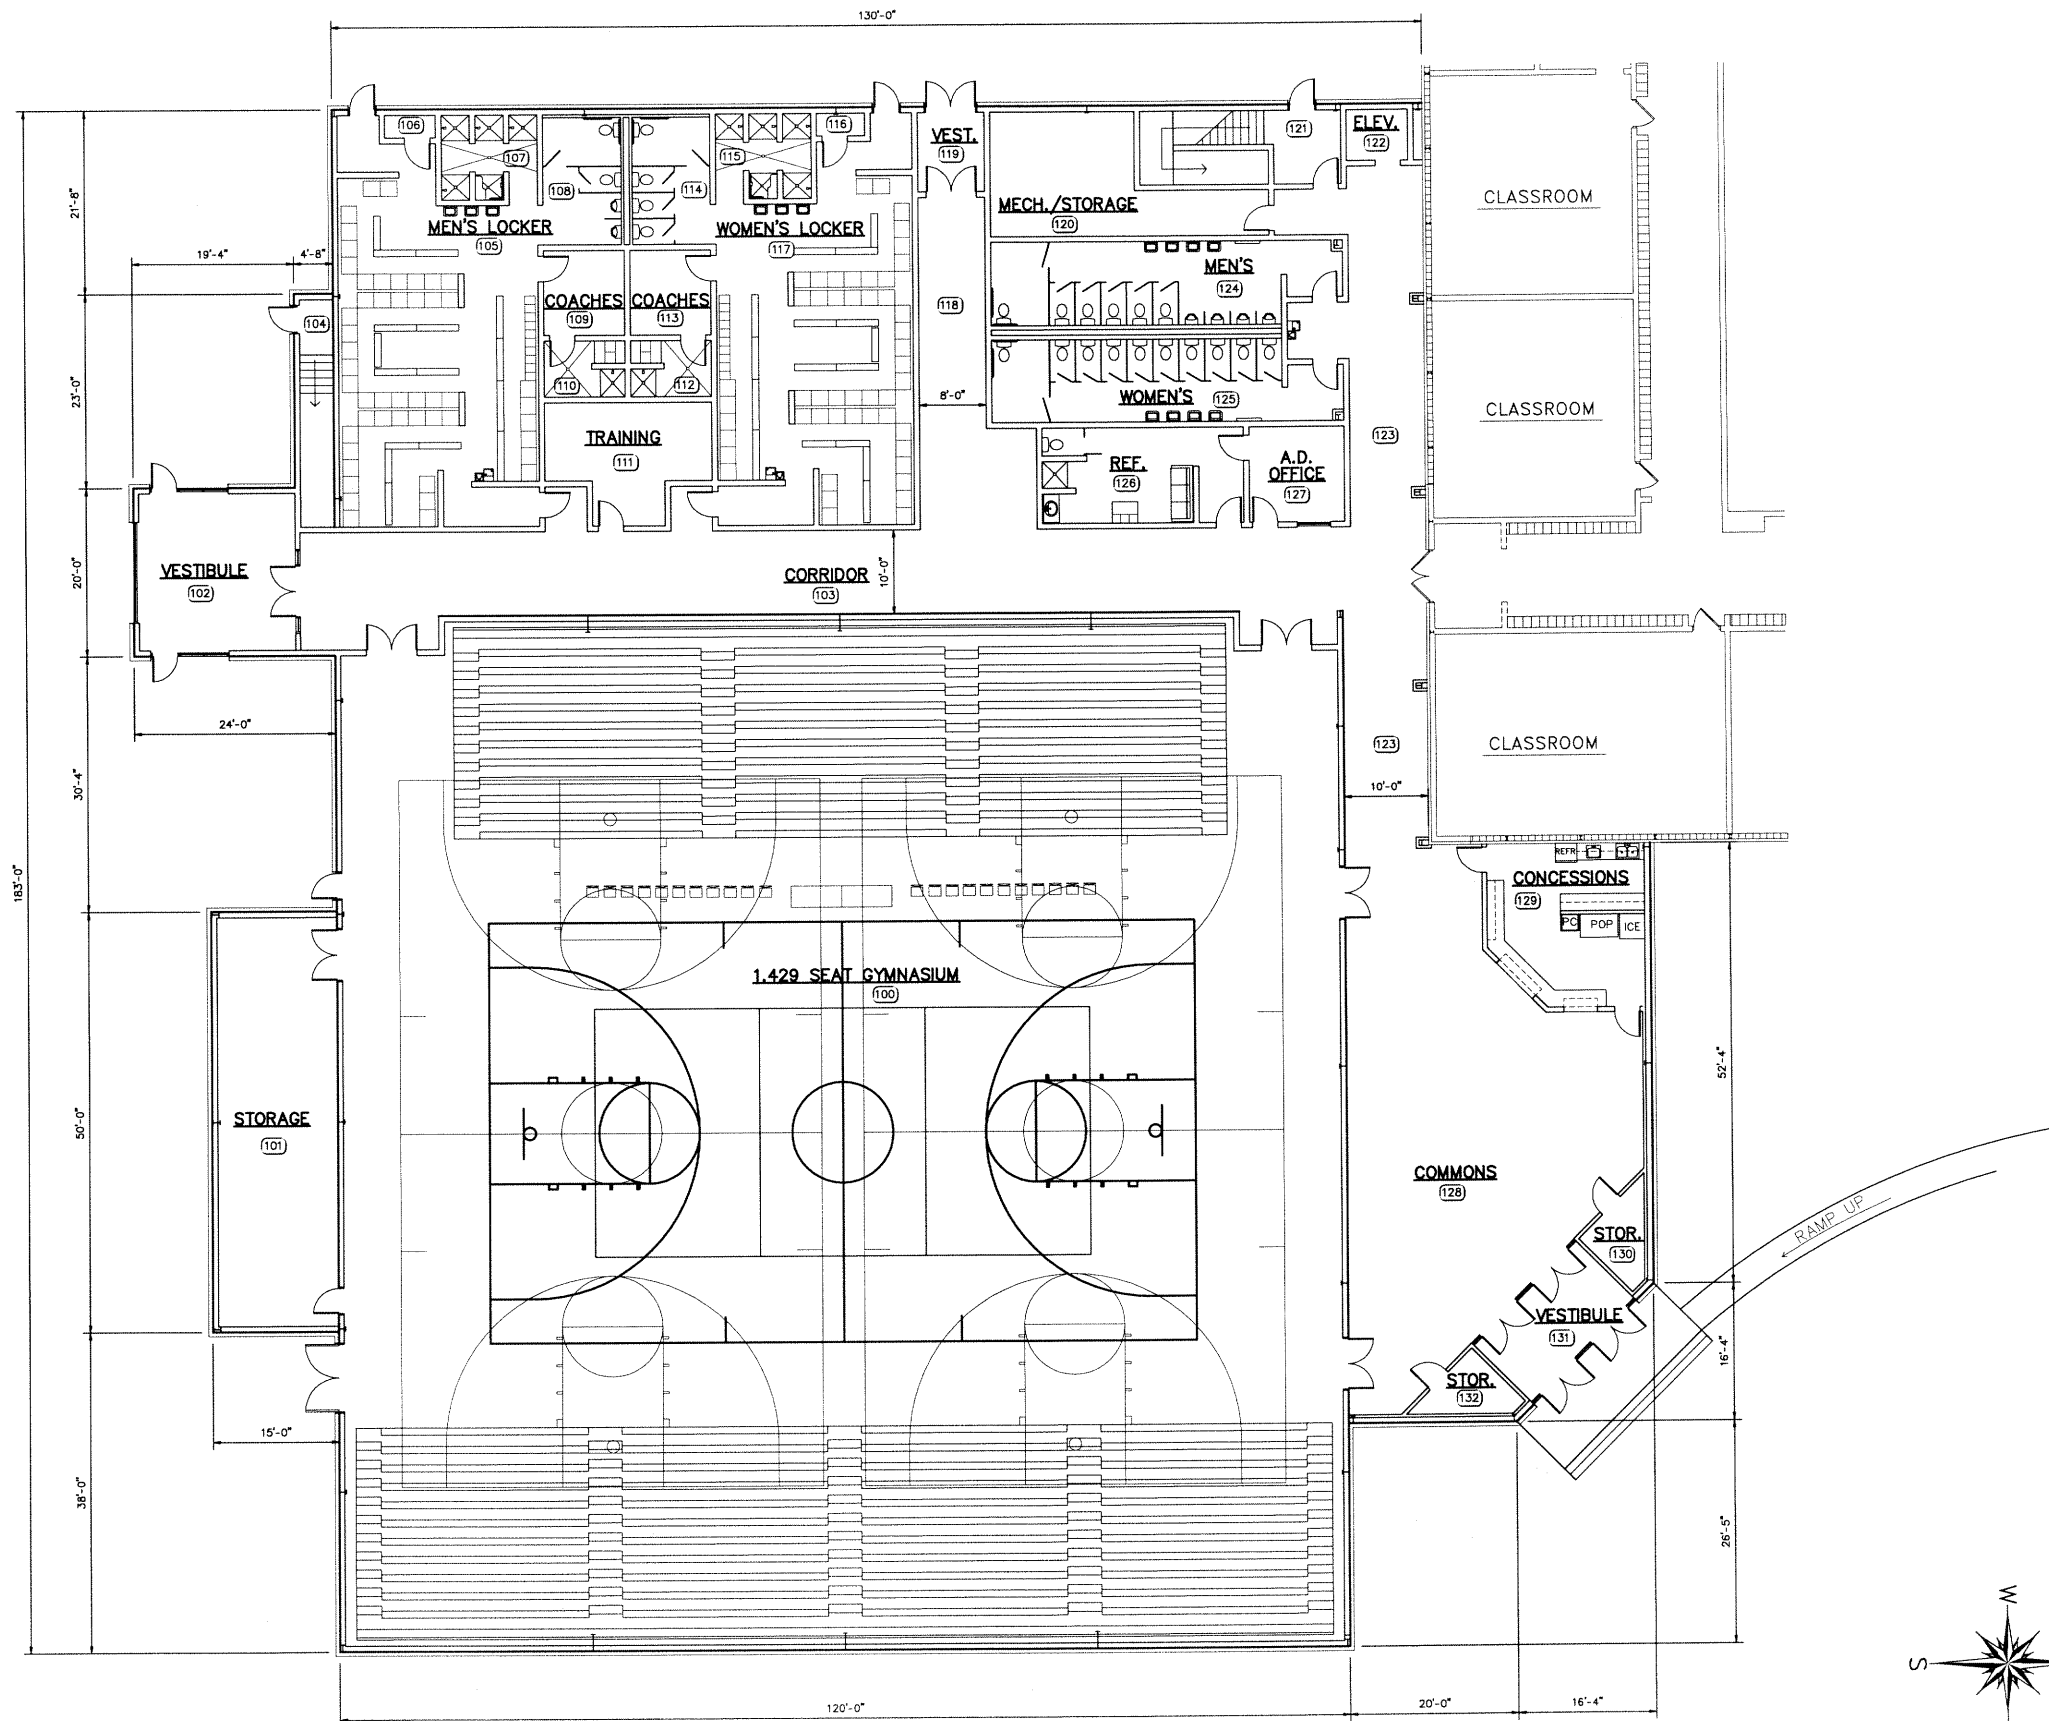 130'-0"
106
107
108
114
115
116
VEST.
119
121
ELEV.
122
CLASSROOM
21'-8"
MEN'S LOCKER
105
WOMEN'S LOCKER
117
MECH./STORAGE
120
19'-4"
4'-8"
MEN'S
124
COACHES
109
COACHES
113
118
104
23'-0"
110
112
8'-0"
WOMEN'S
125
CLASSROOM
TRAINING
111
123
REF.
126
A.D.
OFFICE
127
20'-0"
VESTIBULE
102
CORRIDOR
103
10'-0"
24'-0"
123
CLASSROOM
30'-4"
10'-0"
183'-0"
REFR
CONCESSIONS
129
PC
POP
ICE
1,429 SEAT GYMNASIUM
100
52'-4"
STORAGE
101
50'-0"
COMMONS
128
RAMP UP
STOR.
130
VESTIBULE
131
16'-4"
STOR.
132
15'-0"
38'-0"
26'-5"
W
S
120'-0"
20'-0"
16'-4"